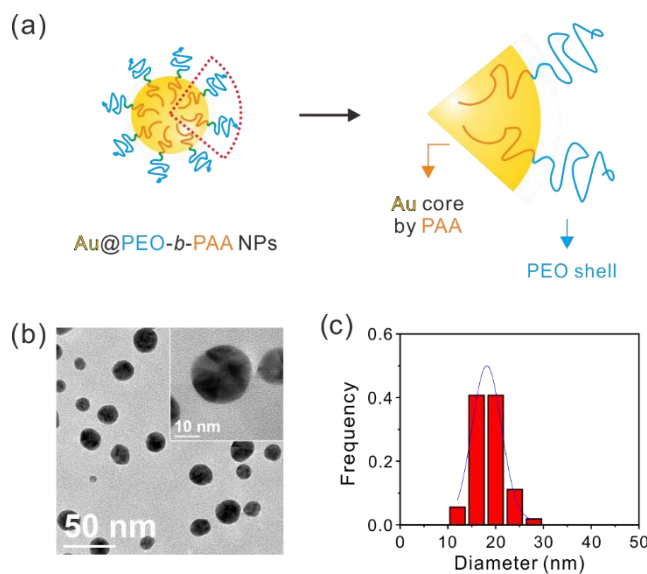 (a)
Au@PEO-b-PAA NPs
Au core
by PAA
PEO shell
(b)
10 nm
50 nm
(c)
Frequency
0.6
0.4
0.2
0.0
0 10 20 30 40 50
Diameter (nm)